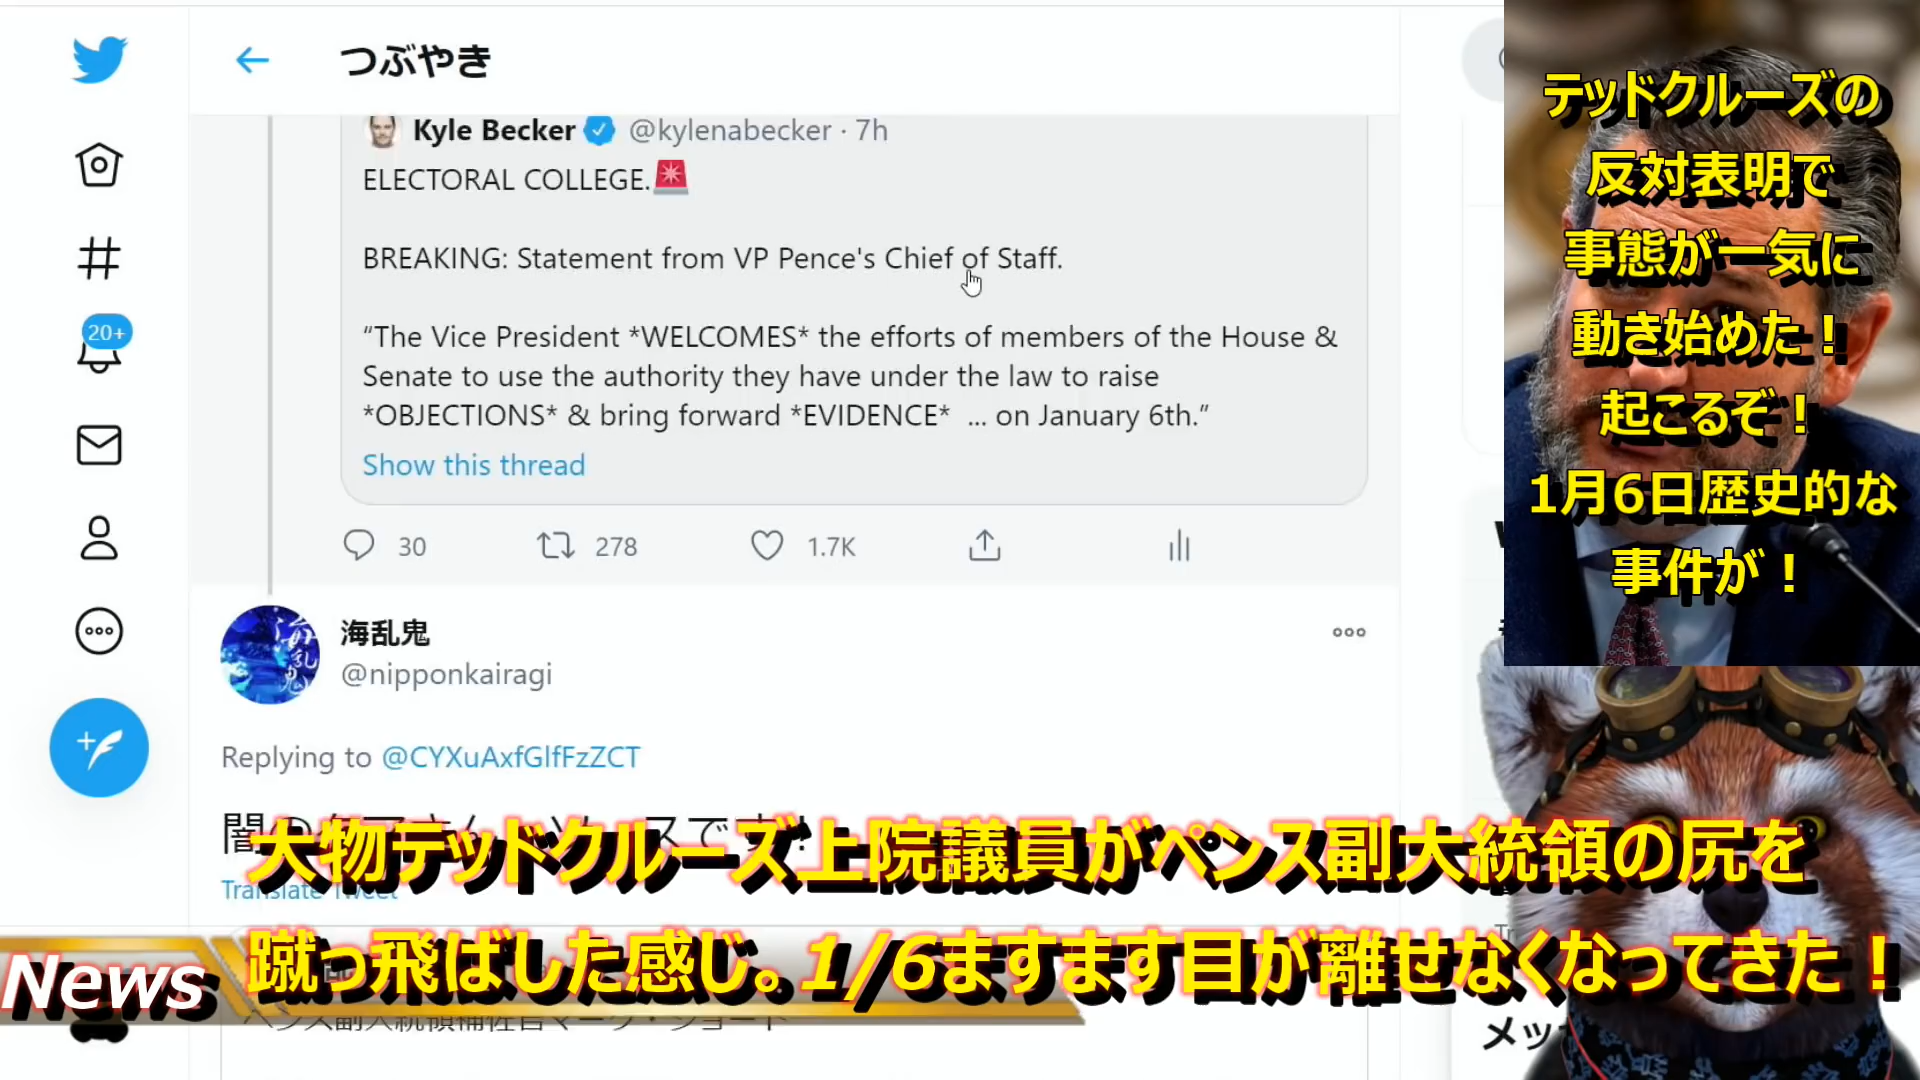 つぶやき
Kyle Becker @kylenabecker · 7h
ELECTORAL COLLEGE.
BREAKING: Statement from VP Pence's Chief of Staff.
“The Vice President *WELCOMES* the efforts of members of the House &
Senate to use the authority they have under the law to raise
*OBJECTIONS* & bring forward *EVIDENCE* ... on January 6th.”
Show this thread
30 278 1.7K
20+
海乱鬼
@nipponkairagi
Replying to @CYXuAxfGlfFzZCT
Translate Tweet
テッドクルーズの
反対表明で
事態が一気に
動き始めた！
起こるぞ！
1月6日歴史的な
事件が！
大物テッドクルーズ上院議員がペンス副大統領の尻を
蹴っ飛ばした感じ。1/6ますます目が離せなくなってきた！
News
メッ